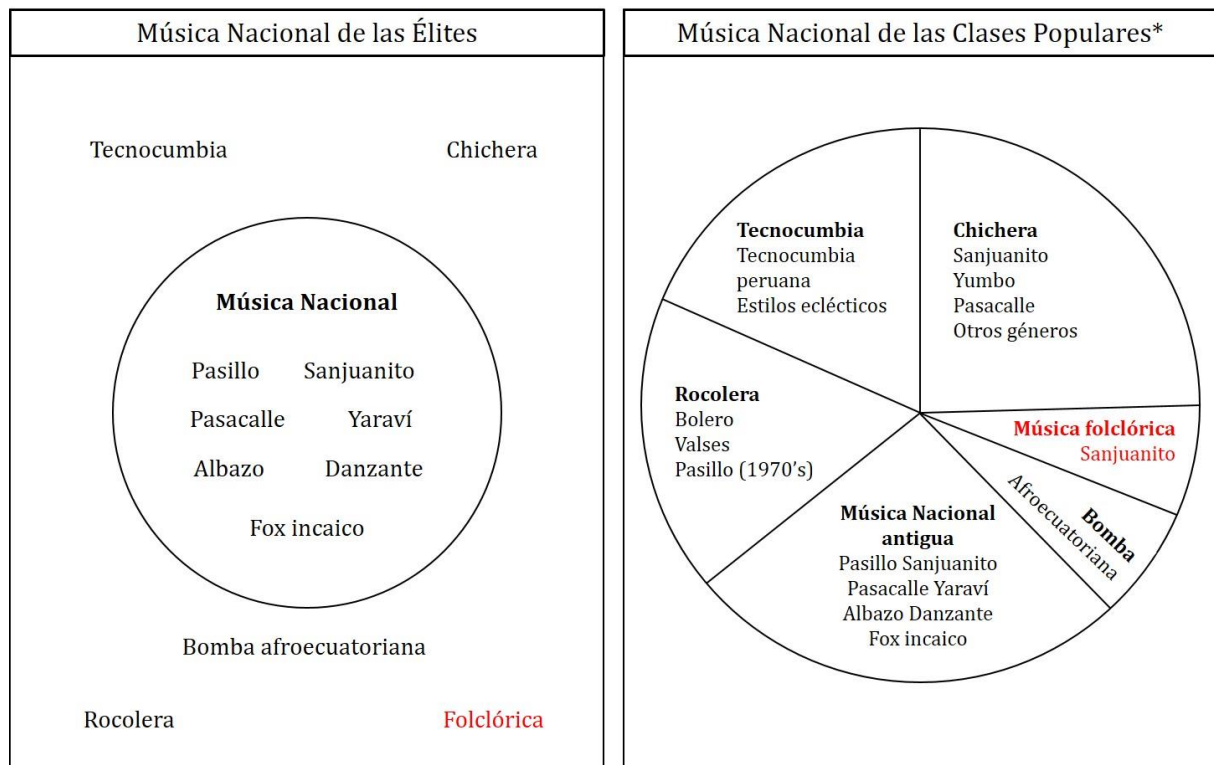 Música Nacional de las Élites
Tecnocumbia
Chichera
Música Nacional
Pasillo
Sanjuanito
Pasacalle
Yaraví
Albazo
Danzante
Fox incaico
Bomba afroecuatoriana
Rocolera
Folclórica
Música Nacional de las Clases Populares*
Tecnocumbia
Tecnocumbia
peruana
Estilos eclécticos
Chichera
Sanjuanito
Yumbo
Pasacalle
Otros géneros
Rocolera
Bolero
Valses
Pasillo (1970's)
Música folclórica
Sanjuanito
Bomba
Afroecuatoriana
Música Nacional
antigua
Pasillo Sanjuanito
Pasacalle Yaraví
Albazo Danzante
Fox incaico